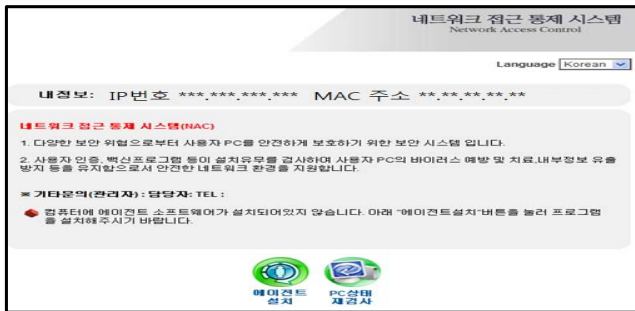 네트워크 접근 통제 시스템
Network Access Control
Language Korean
내정보: IP번호 ***.***.***.*** MAC 주소 **.**.**.**.**
네트워크 접근 통제 시스템(NAC)
1. 다양한 보안 위협으로부터 사용자 PC를 안전하게 보호하기 위한 보안 시스템 입니다.
2. 사용자 인증, 백신프로그램 등이 설치유무를 검사하여 사용자 PC의 바이러스 예방 및 치료,내부정보 유출
방지 등을 유지함으로서 안전한 네트워크 환경을 지원합니다.
※ 기타문의(관리자) : 담당자: TEL :
컴퓨터에 에이전트 소프트웨어가 설치되어있지 않습니다. 아래 "에이전트설치"버튼을 눌러 프로그램
을 설치해주시기 바랍니다.
에이전트
설치
PC상태
재검사